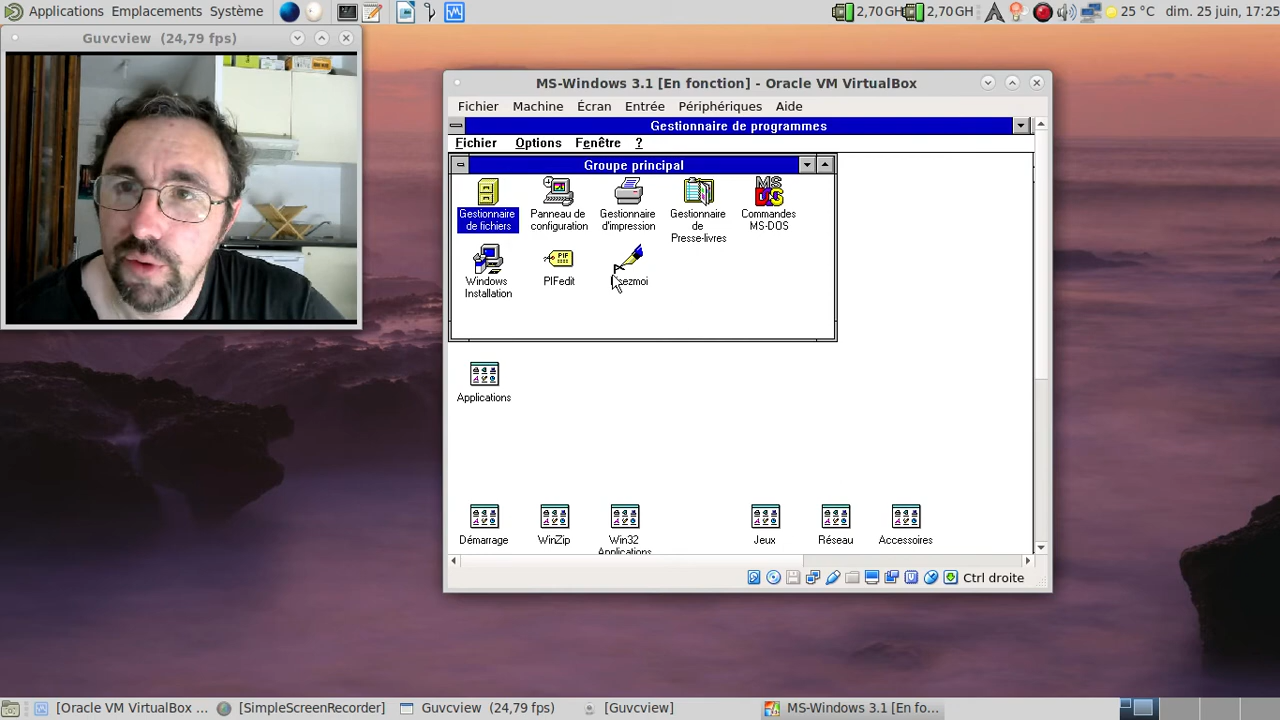 Applications Emplacements Système
2,70 GH 2,70 GH 25 °C dim. 25 juin, 17:25
Guvcview (24,79 fps)
MS-Windows 3.1 [En fonction] - Oracle VM VirtualBox
Fichier Machine Écran Entrée Périphériques Aide
Gestionnaire de programmes
Fichier Options Fenêtre ?
Groupe principal
Gestionnaire de fichiers
Panneau de configuration
Gestionnaire d'impression
Gestionnaire de Presse-livres
MS DOS
Commandes MS-DOS
Windows Installation
PIF
PIFedit
Applications
Démarrage
WinZip
Win32 Applications
Jeux
Réseau
Accessoires
Ctrl droite
[Oracle VM VirtualBox ... [SimpleScreenRecorder] Guvcview (24,79 fps) [Guvcview] MS-Windows 3.1 [En fo...